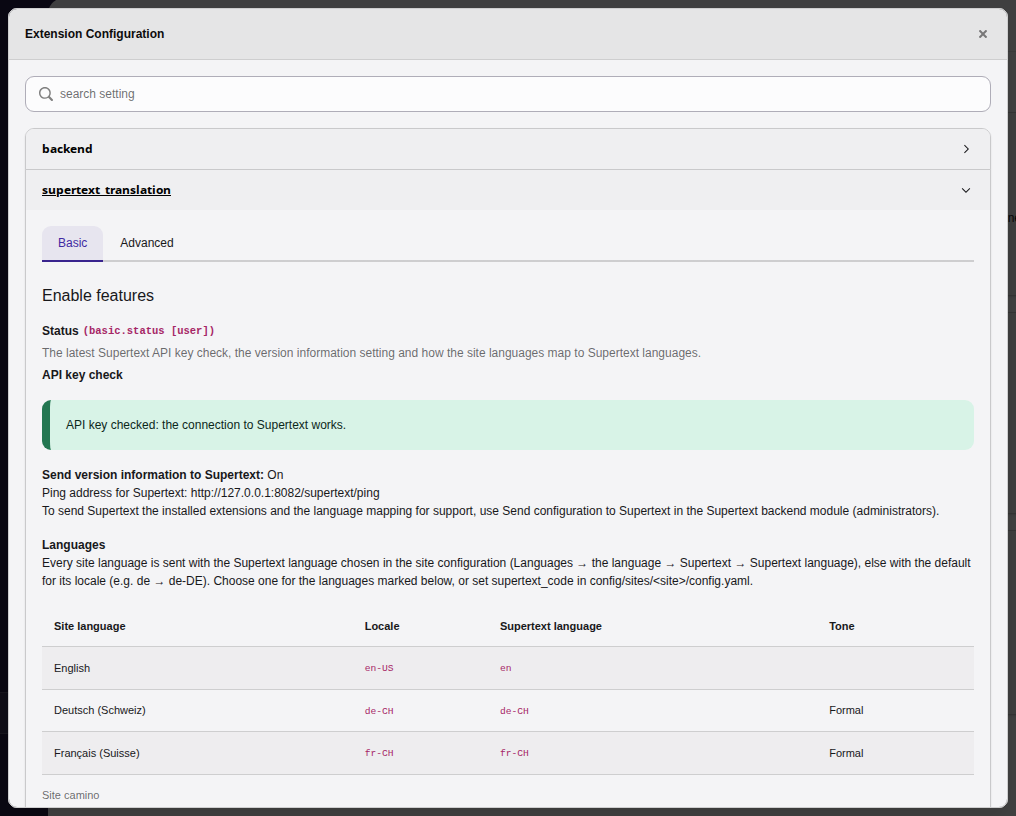 Extension Configuration
search setting
backend
supertext_translation
Basic
Advanced
Enable features
Status (basic.status [user])
The latest Supertext API key check, the version information setting and how the site languages map to Supertext languages.
API key check
API key checked: the connection to Supertext works.
Send version information to Supertext: On
Ping address for Supertext: http://127.0.0.1:8082/supertext/ping
To send Supertext the installed extensions and the language mapping for support, use Send configuration to Supertext in the Supertext backend module (administrators).
Languages
Every site language is sent with the Supertext language chosen in the site configuration (Languages → the language → Supertext → Supertext language), else with the default
for its locale (e.g. de → de-DE). Choose one for the languages marked below, or set supertext_code in config/sites/<site>/config.yaml.
Site language Locale Supertext language Tone
English en-US en
Deutsch (Schweiz) de-CH de-CH Formal
Français (Suisse) fr-CH fr-CH Formal
Site camino